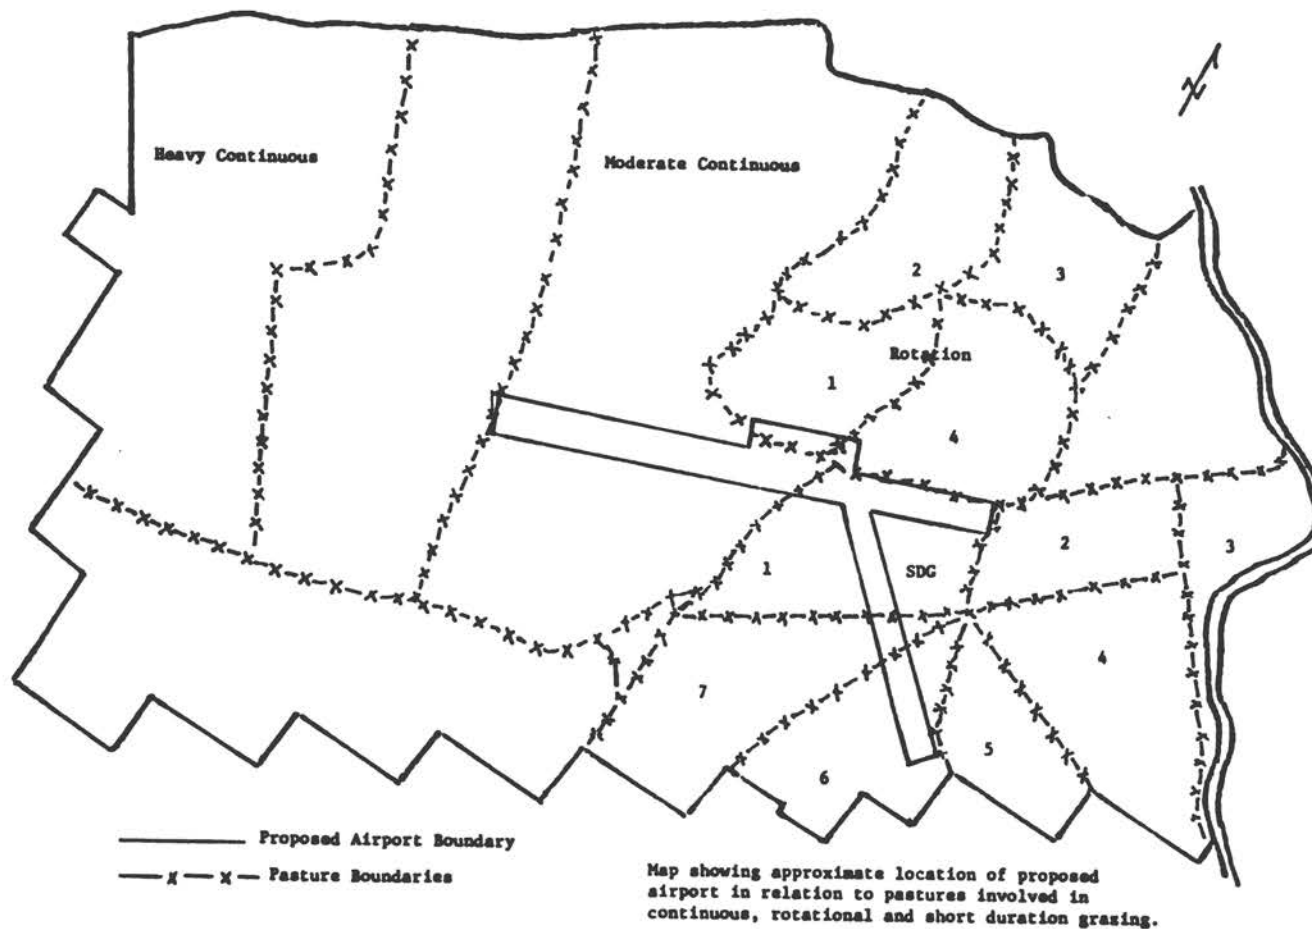 N
Heavy Continuous
Moderate Continuous
2
3
Rotation
1
4
2
3
1
SDG
4
7
5
6
Proposed Airport Boundary
x x Pasture Boundaries
Map showing approximate location of proposed
airport in relation to pastures involved in
continuous, rotational and short duration grazing.